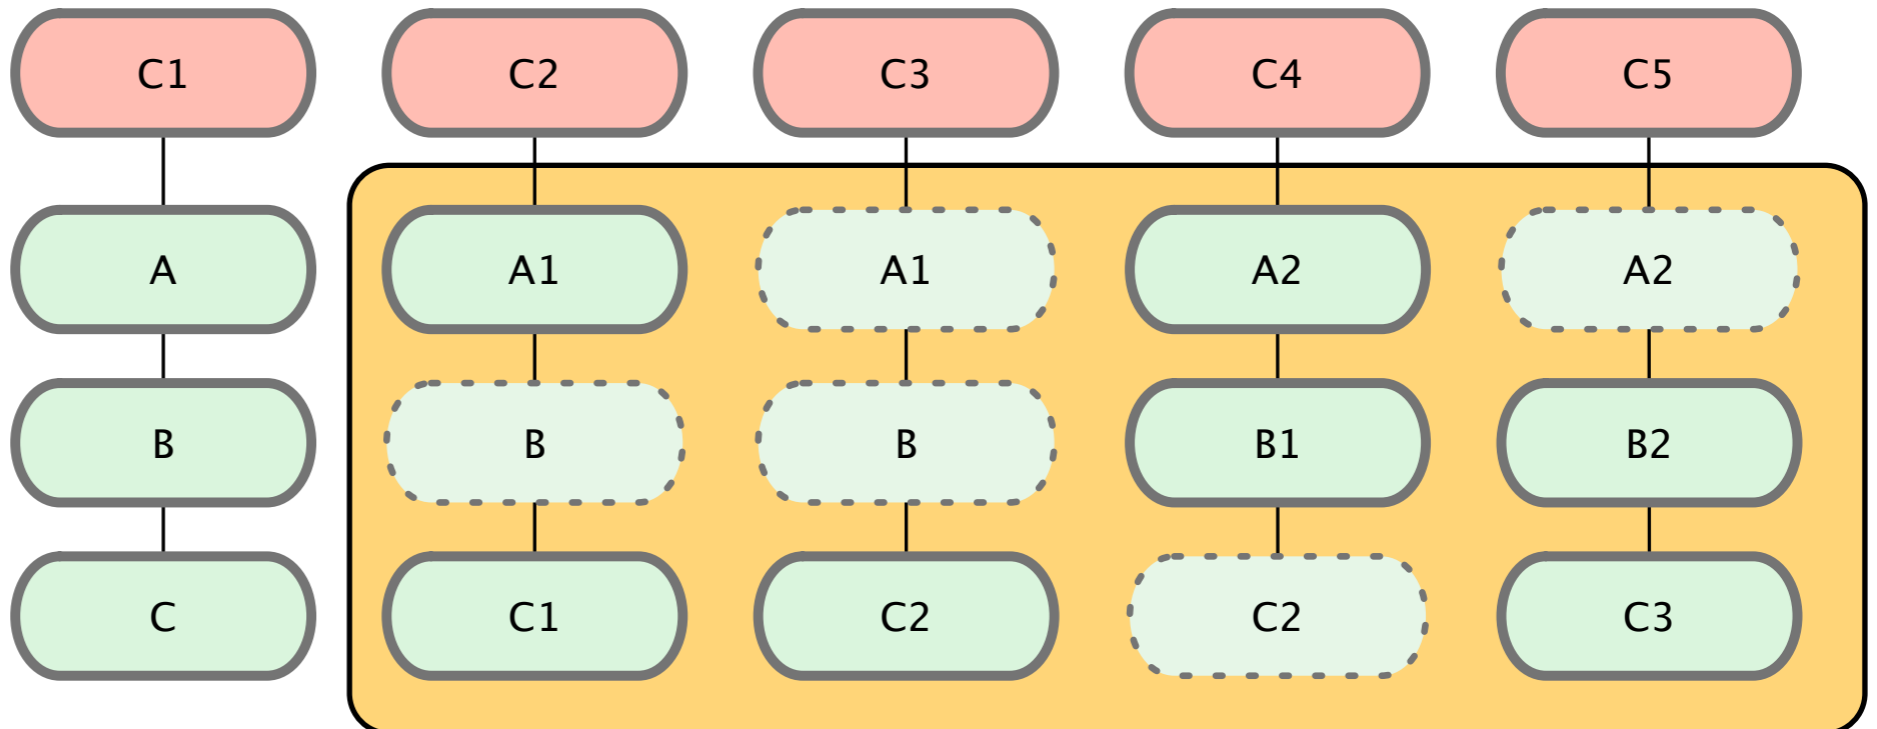 C1 C2 C3 C4 C5
A A1 A1 A2 A2
B B B B1 B2
C C1 C2 C2 C3